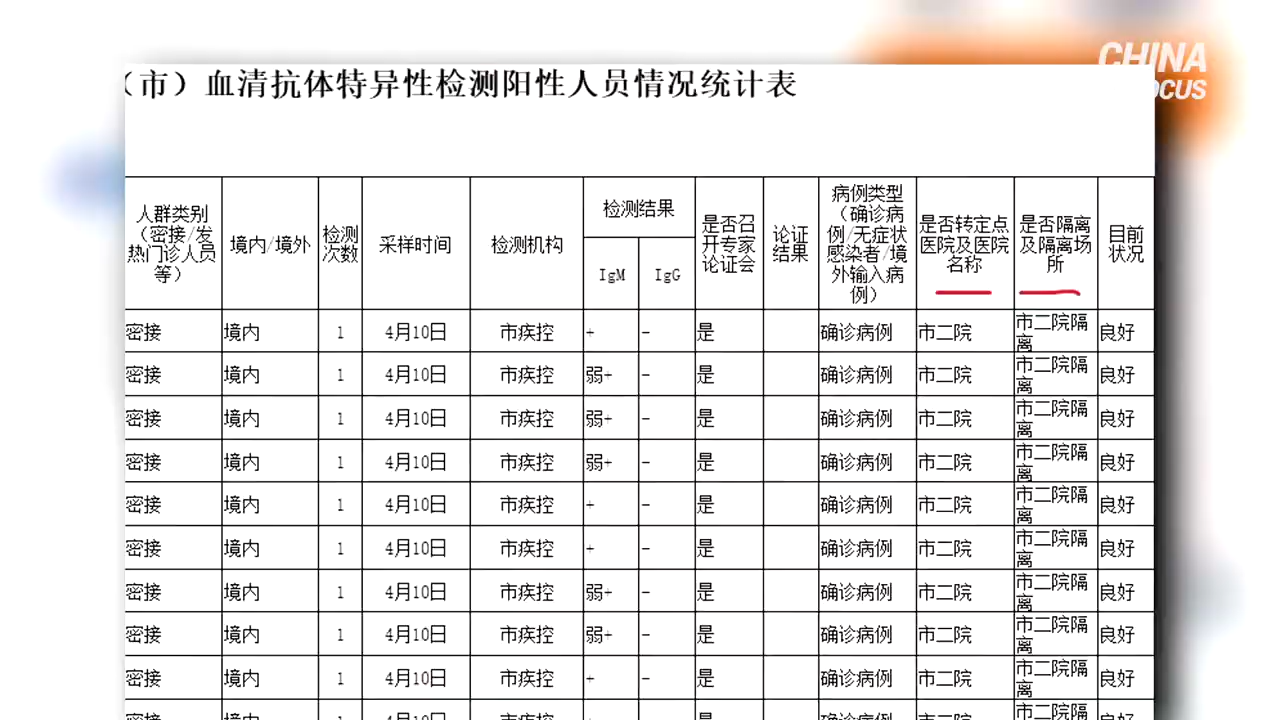 CHINA
OCUS
（市）血清抗体特异性检测阳性人员情况统计表
人群类别（密接/发热门诊人员等） 境内/境外 检测次数 采样时间 检测机构 检测结果 IgM IgG 是否召开专家论证会 论证结果 病例类型（确诊病例/无症状感染者/境外输入病例） 是否转定点医院及医院名称 是否隔离及隔离场所 目前状况
密接 境内 1 4月10日 市疾控 + - 是 确诊病例 市二院 市二院隔离 良好
密接 境内 1 4月10日 市疾控 弱+ - 是 确诊病例 市二院 市二院隔离 良好
密接 境内 1 4月10日 市疾控 弱+ - 是 确诊病例 市二院 市二院隔离 良好
密接 境内 1 4月10日 市疾控 弱+ - 是 确诊病例 市二院 市二院隔离 良好
密接 境内 1 4月10日 市疾控 + - 是 确诊病例 市二院 市二院隔离 良好
密接 境内 1 4月10日 市疾控 + - 是 确诊病例 市二院 市二院隔离 良好
密接 境内 1 4月10日 市疾控 弱+ - 是 确诊病例 市二院 市二院隔离 良好
密接 境内 1 4月10日 市疾控 弱+ - 是 确诊病例 市二院 市二院隔离 良好
密接 境内 1 4月10日 市疾控 + - 是 确诊病例 市二院 市二院隔离 良好
市二院隔